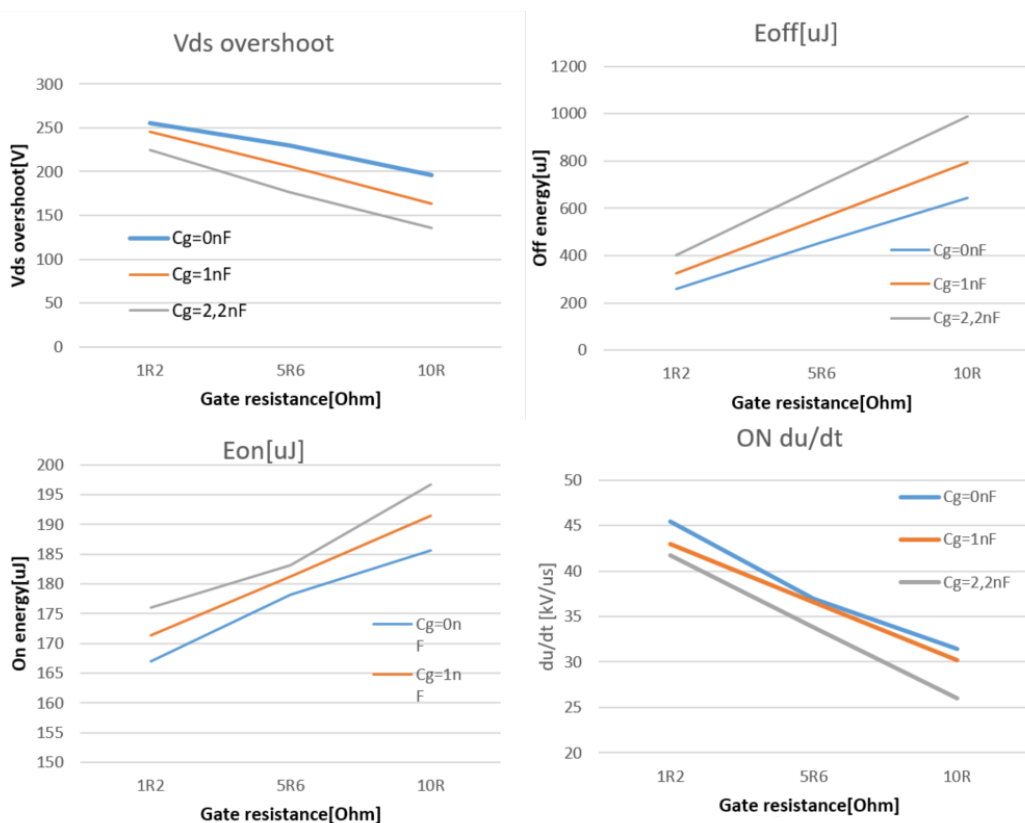 Vds overshoot
300
250
200
150
100
50
0
Vds overshoot[V]
Cg=0nF
Cg=1nF
Cg=2,2nF
1R2
5R6
10R
Gate resistance[Ohm]
Eoff[uJ]
1200
1000
800
600
400
200
0
Off energy[uJ]
Cg=0nF
Cg=1nF
Cg=2,2nF
1R2
5R6
10R
Gate resistance[Ohm]
Eon[uJ]
200
195
190
185
180
175
170
165
160
155
150
On energy[uJ]
Cg=0n
F
Cg=1n
F
1R2
5R6
10R
Gate resistance[Ohm]
ON du/dt
50
45
40
35
30
25
20
du/dt [kV/us]
Cg=0nF
Cg=1nF
Cg=2,2nF
1R2
5R6
10R
Gate resistance[Ohm]